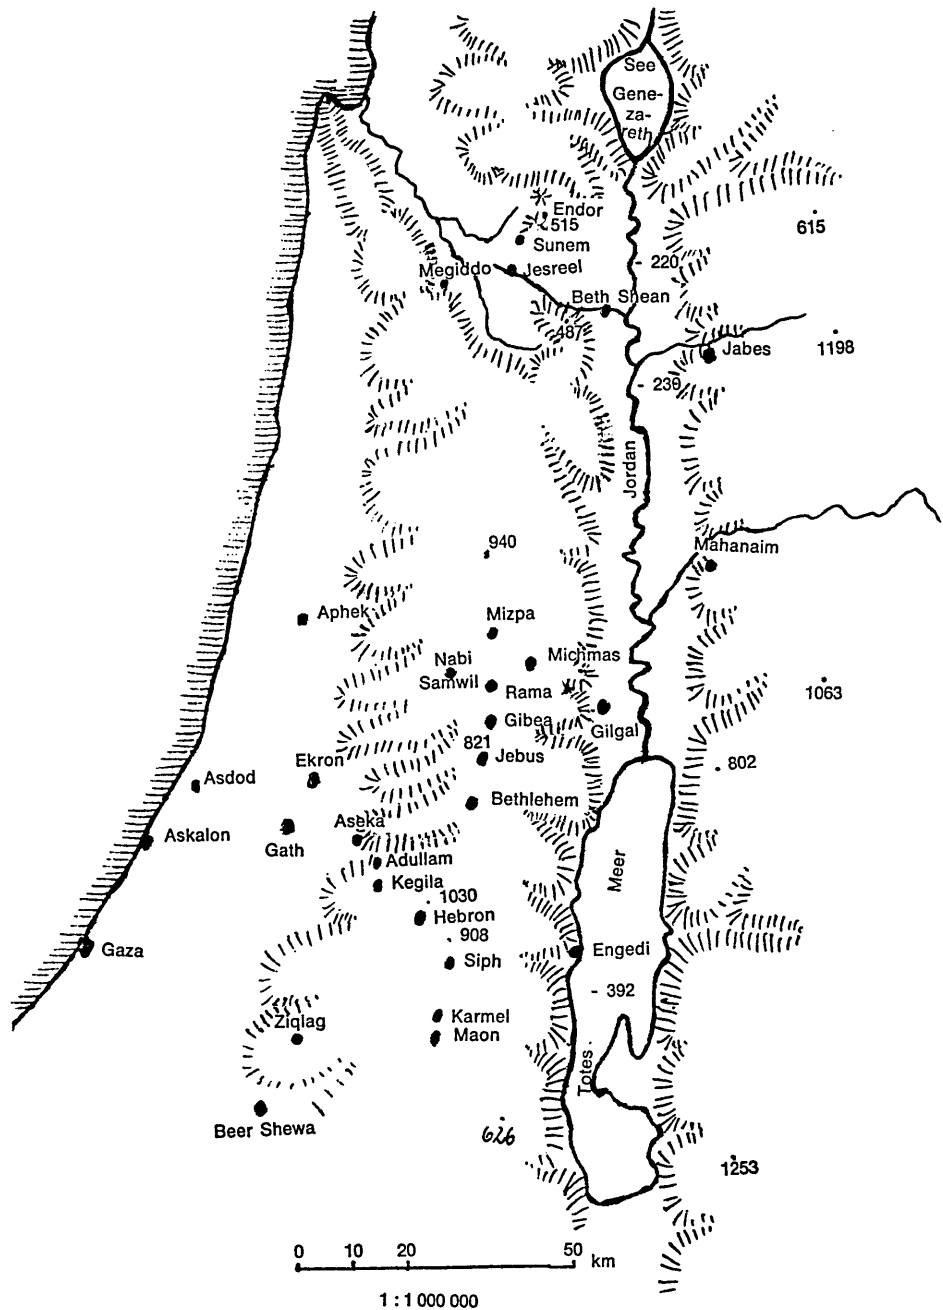 See
Gene-
za-
reth
Endor
515
Sunem
615
- 220
Megiddo
Jesreel
Beth Shean
487
Jabes
1198
- 239
Jordan
940
Mahanaim
Aphek
Mizpa
Nabi
Samwil
Michmas
Rama
1063
Gibea
Gilgal
821
Jebus
802
Ekron
Asdod
Bethlehem
Askalon
Gath
Aseka
Adullam
Kegila
Meer
1030
Hebron
908
Gaza
Siph
Engedi
- 392
Ziqlag
Karmel
Maon
Totes
Beer Shewa
626
1253
0 10 20 50 km
1 : 1 000 000